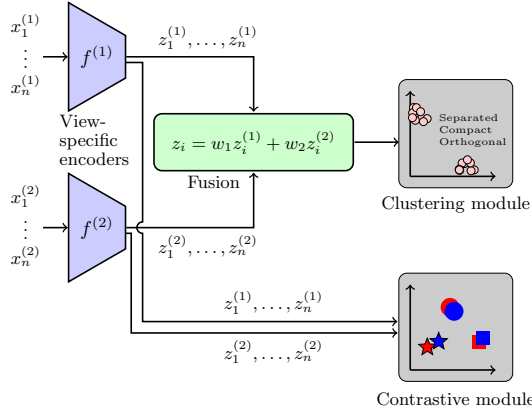 x_1^{(1)}
⋮
x_n^{(1)}
f^{(1)}
z_1^{(1)}, . . . , z_n^{(1)}
View-
specific
encoders
z_i = w_1 z_i^{(1)} + w_2 z_i^{(2)}
Fusion
Separated
Compact
Orthogonal
Clustering module
x_1^{(2)}
⋮
x_n^{(2)}
f^{(2)}
z_1^{(2)}, . . . , z_n^{(2)}
z_1^{(1)}, . . . , z_n^{(1)}
z_1^{(2)}, . . . , z_n^{(2)}
Contrastive module